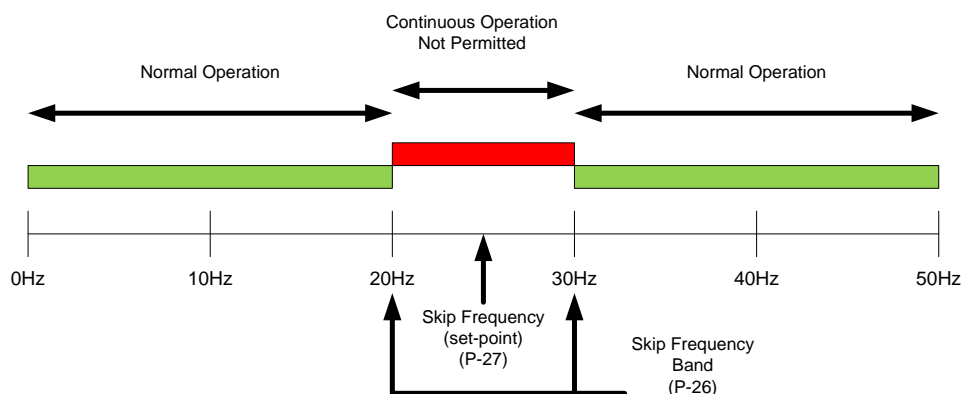 Continuous Operation
Not Permitted
Normal Operation
Normal Operation
0Hz
10Hz
20Hz
30Hz
40Hz
50Hz
Skip Frequency
(set-point)
(P-27)
Skip Frequency
Band
(P-26)